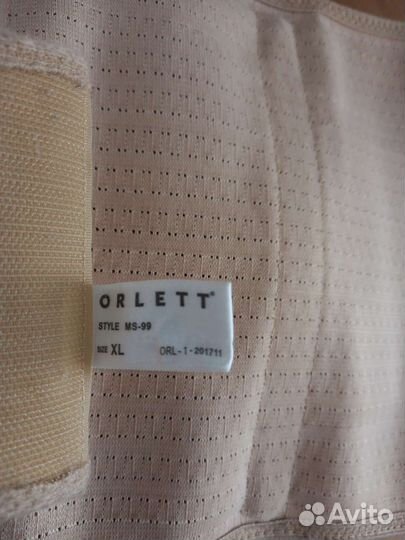 ORLETT®
STYLE MS-99
SIZE XL ORL-1-201711
Avito